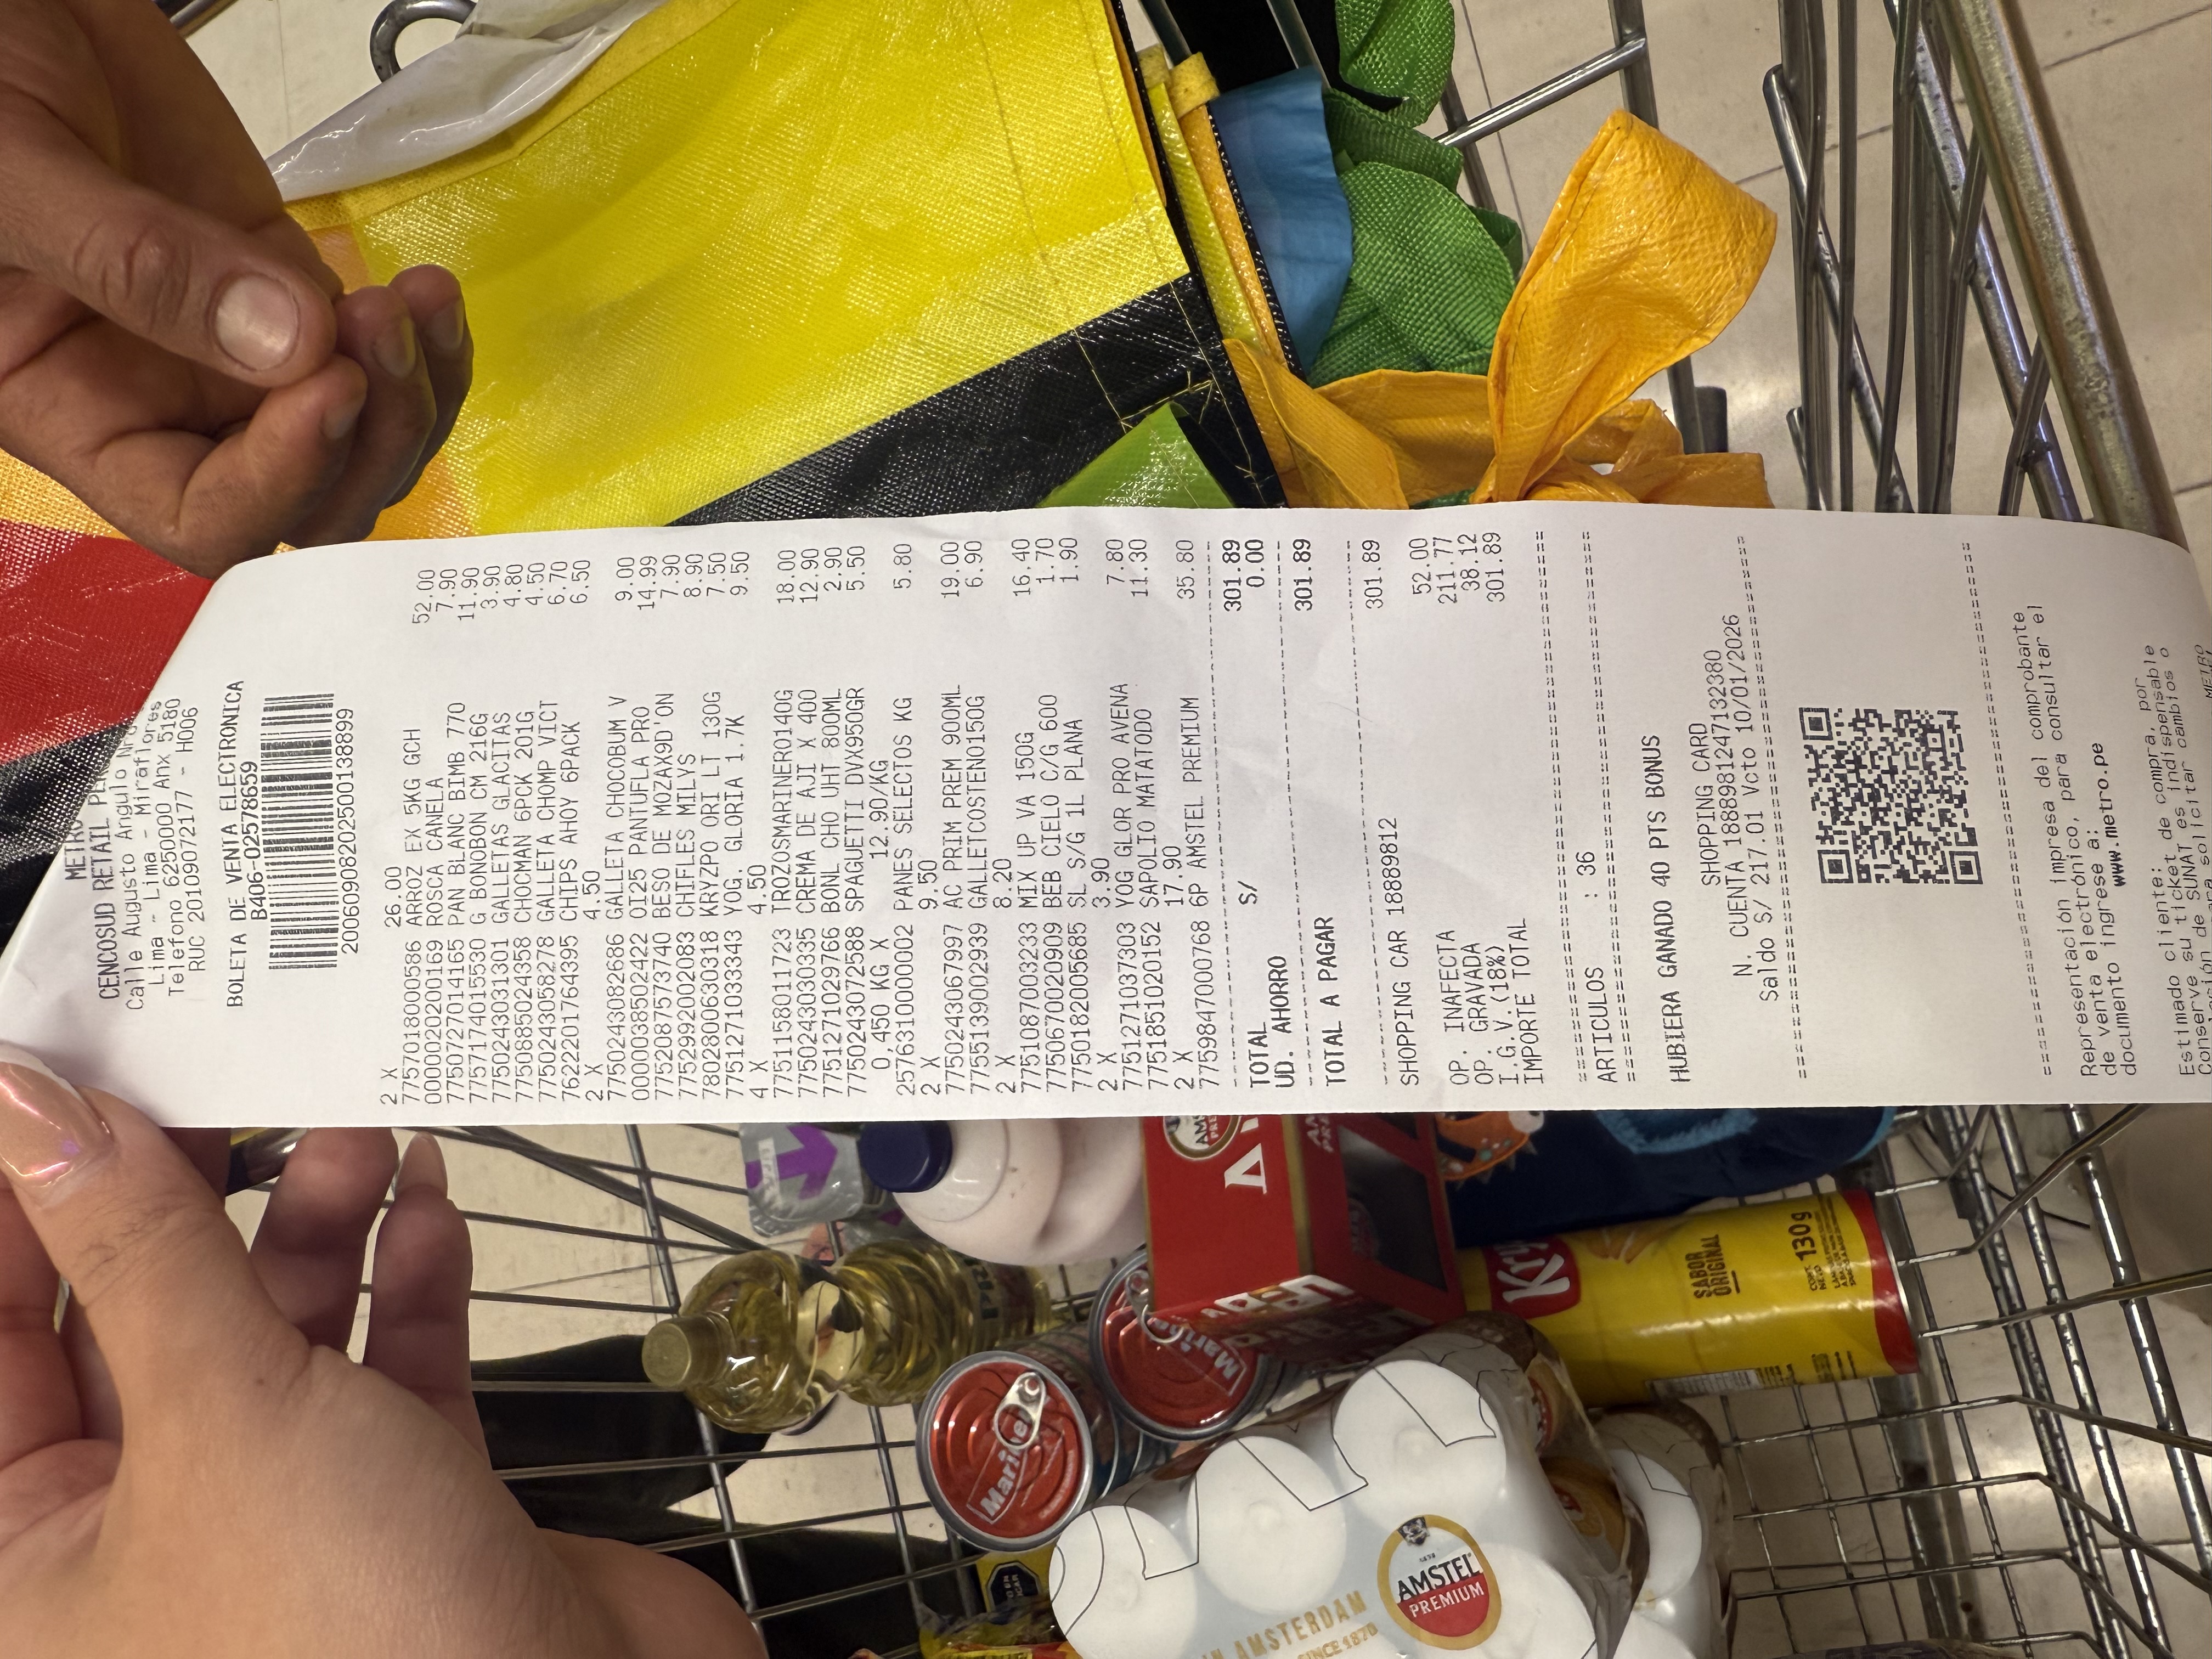 METRO
CENCOSUD RETAIL
Calle Augusto Angulo
Lima - Lima - Miraflores
Telefono 6250000 Anx 5180
RUC 20109072177 - H006
BOLETA DE VENTA ELECTRONICA
B406-02578659
20060908202500138899
2 X 26.00
7757018000586 ARROZ EX 5KG GCH 52.00
0000020200169 ROSCA CANELA 7.90
7750727014165 PAN BLANC BIMB 770 11.90
7757174015530 G BONOBON CM 216G 3.90
7750243031301 GALLETAS GLACITAS 4.80
7750885024358 CHOCMAN 6PCK 201G 4.50
7750243058278 GALLETA CHOMP VICT 6.70
7622201764395 CHIPS AHOY 6PACK 6.50
2 X 4.50
7750243082686 GALLETA CHOCOBUM V 9.00
0000038502422 OI25 PANTUFLA PRO 14.99
7752087573740 BESO DE MOZAX9D'ON 7.90
7752992002083 CHIFLES MILYS 8.90
7802800630318 KRYZPO ORI LT 130G 7.50
7751271033343 YOG. GLORIA 1.7K 9.50
4 X 4.50
7751158011723 TROZOSMARINERO140G 18.00
7750243030335 CREMA DE AJI X 400 12.90
7751271029766 BONL CHO UHT 800ML 2.90
7750243072588 SPAGUETTI DVX950GR 5.50
0,450 KG X 12.90/KG
2576310000002 PANES SELECTOS KG 5.80
2 X 9.50
7750243067997 AC PRIM PREM 900ML 19.00
7755139002939 GALLETCOSTENO150G 6.90
2 X 8.20
7751087003233 MIX UP VA 150G 16.40
7750670020909 BEB CIELO C/G 600 1.70
7750182005685 SL S/G 1L PLANA 1.90
2 X 3.90
7751271037303 YOG GLOR PRO AVENA 7.80
7751851020152 SAPOLIO MATATODO 11.30
2 X 17.90
7759847000768 6P AMSTEL PREMIUM 35.80
TOTAL S/ 301.89
UD. AHORRO 0.00
TOTAL A PAGAR 301.89
SHOPPING CAR 18889812 301.89
OP. INAFECTA 52.00
OP. GRAVADA 211.77
I.G.V.(18%) 38.12
IMPORTE TOTAL 301.89
ARTICULOS : 36
HUBIERA GANADO 40 PTS BONUS
SHOPPING CARD
N. CUENTA 1888981247132380
Saldo S/ 217.01 Vcto 10/01/2026
Representación impresa del comprobante
de venta electrónico, para consultar el
documento ingrese a:
www.metro.pe
Estimado cliente:
Conserve su ticket de compra, por
de SUNAT es indispensable
solicitar cambios o
METRO
AMSTERDAM
SINCE 1870
AMSTEL
PREMIUM
SABOR
ORIGINAL
CONT. NETO 130g